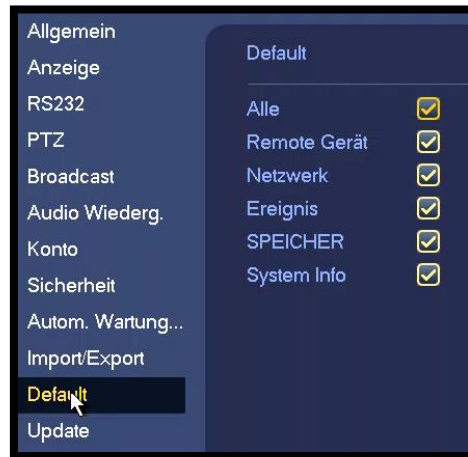 Allgemein
Anzeige
RS232
PTZ
Broadcast
Audio Wiederg.
Konto
Sicherheit
Autom. Wartung...
Import/Export
Default
Update
Default
Alle
Remote Gerät
Netzwerk
Ereignis
SPEICHER
System Info